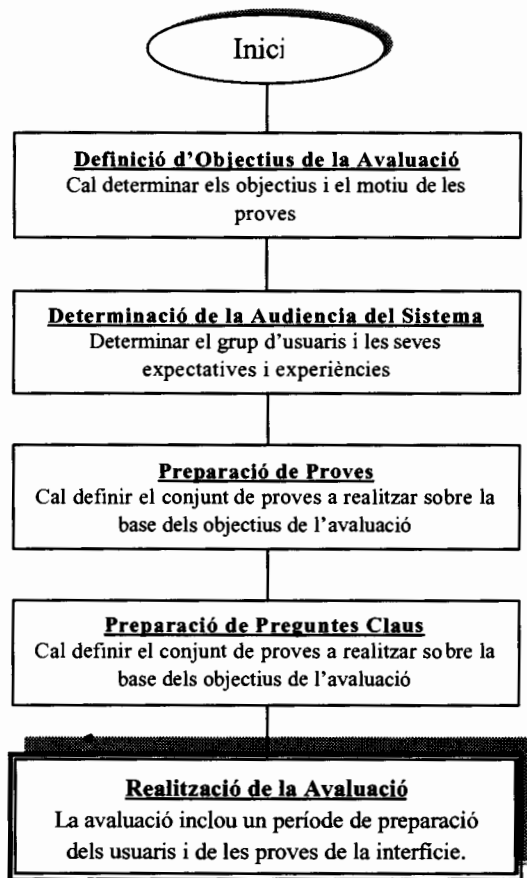 Inici
Definició d'Objectius de la Avaluació
Cal determinar els objectius i el motiu de les
proves
Determinació de la Audiencia del Sistema
Determinar el grup d'usuaris i les seves
expectatives i experiències
Preparació de Proves
Cal definir el conjunt de proves a realitzar sobre la
base dels objectius de l'avaluació
Preparació de Preguntes Claus
Cal definir el conjunt de proves a realitzar sobre la
base dels objectius de l'avaluació
Realització de la Avaluació
La avaluació inclou un període de preparació
dels usuaris i de les proves de la interfície.